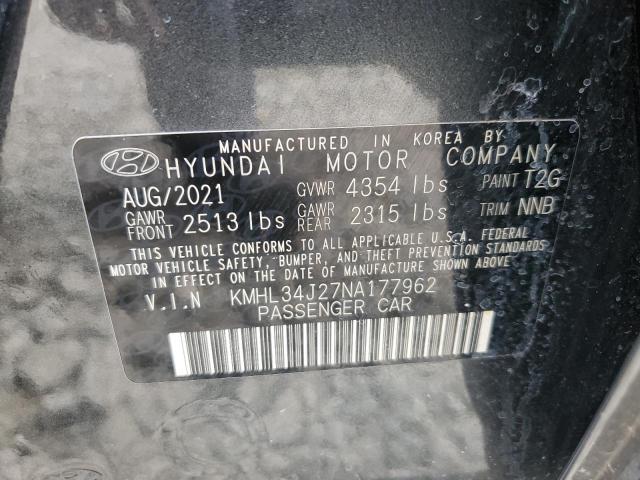 MANUFACTURED IN KOREA BY
HYUNDAI MOTOR COMPANY
AUG/2021 GVWR 4354 lbs PAINT T2G
GAWR FRONT 2513 lbs GAWR REAR 2315 lbs TRIM NNB
THIS VEHICLE CONFORMS TO ALL APPLICABLE U.S.A. FEDERAL
MOTOR VEHICLE SAFETY, BUMPER, AND THEFT PREVENTION STANDARDS
IN EFFECT ON THE DATE OF MANUFACTURE SHOWN ABOVE
V.I.N KMHL34J27NA177962
PASSENGER CAR